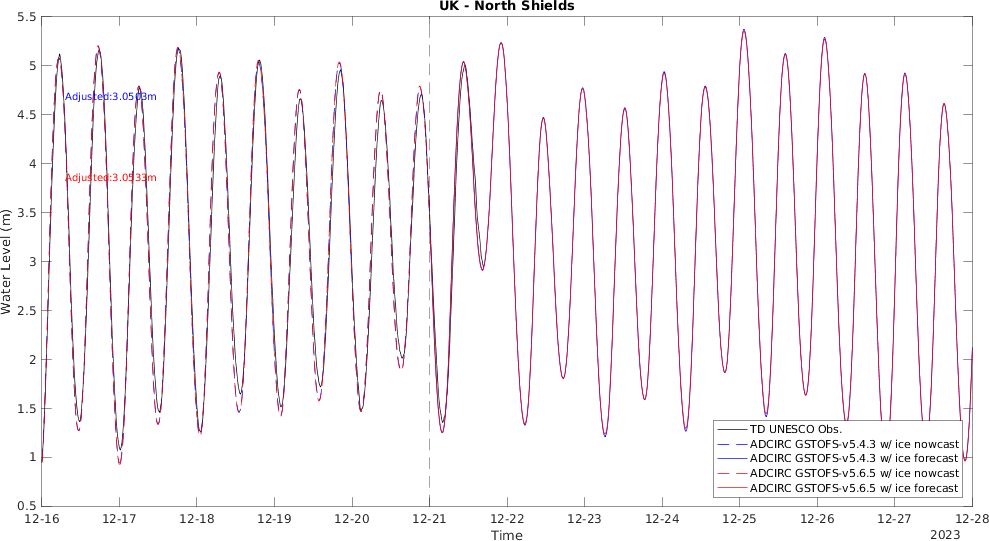 UK - North Shields
5.5
5
4.5
4
3.5
3
2.5
2
1.5
1
0.5
Water Level (m)
Adjusted:3.0503m
Adjusted:3.0533m
12-16 12-17 12-18 12-19 12-20 12-21 12-22 12-23 12-24 12-25 12-26 12-27 12-28
Time
2023
TD UNESCO Obs.
ADCIRC GSTOFS-v5.4.3 w/ ice nowcast
ADCIRC GSTOFS-v5.4.3 w/ ice forecast
ADCIRC GSTOFS-v5.6.5 w/ ice nowcast
ADCIRC GSTOFS-v5.6.5 w/ ice forecast